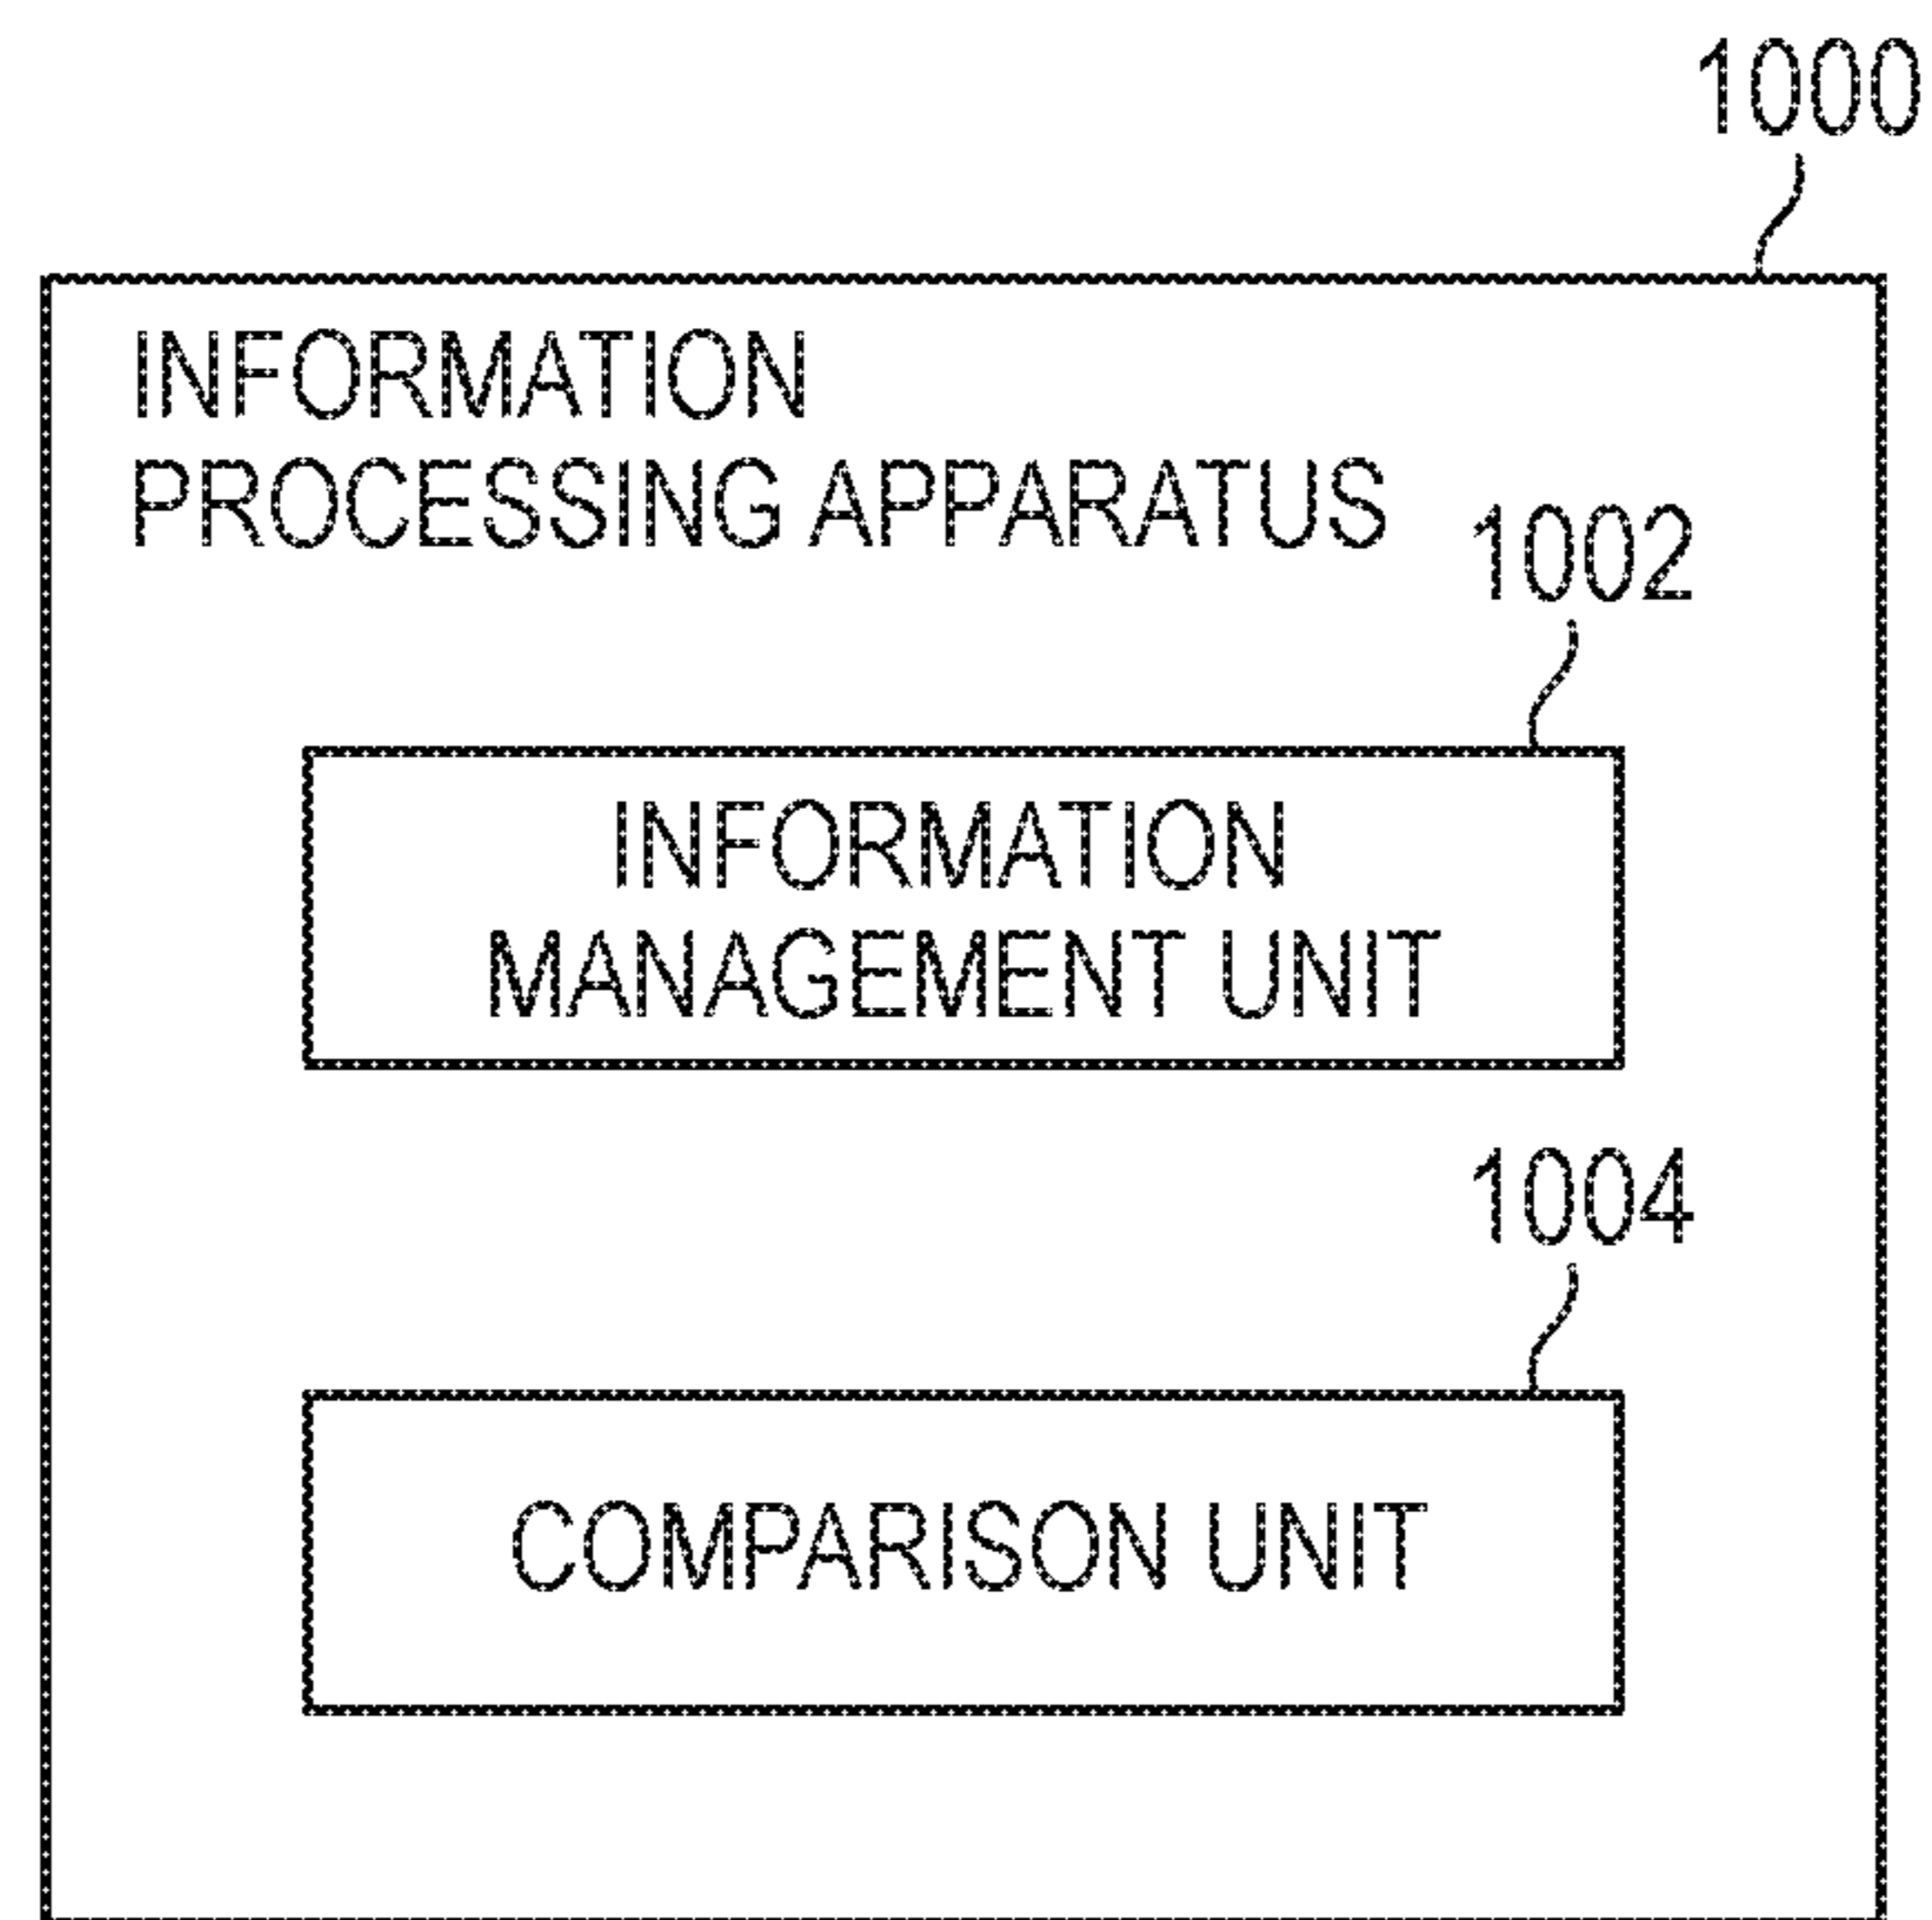 1000
INFORMATION
PROCESSING APPARATUS
1002
INFORMATION
MANAGEMENT UNIT
1004
COMPARISON UNIT